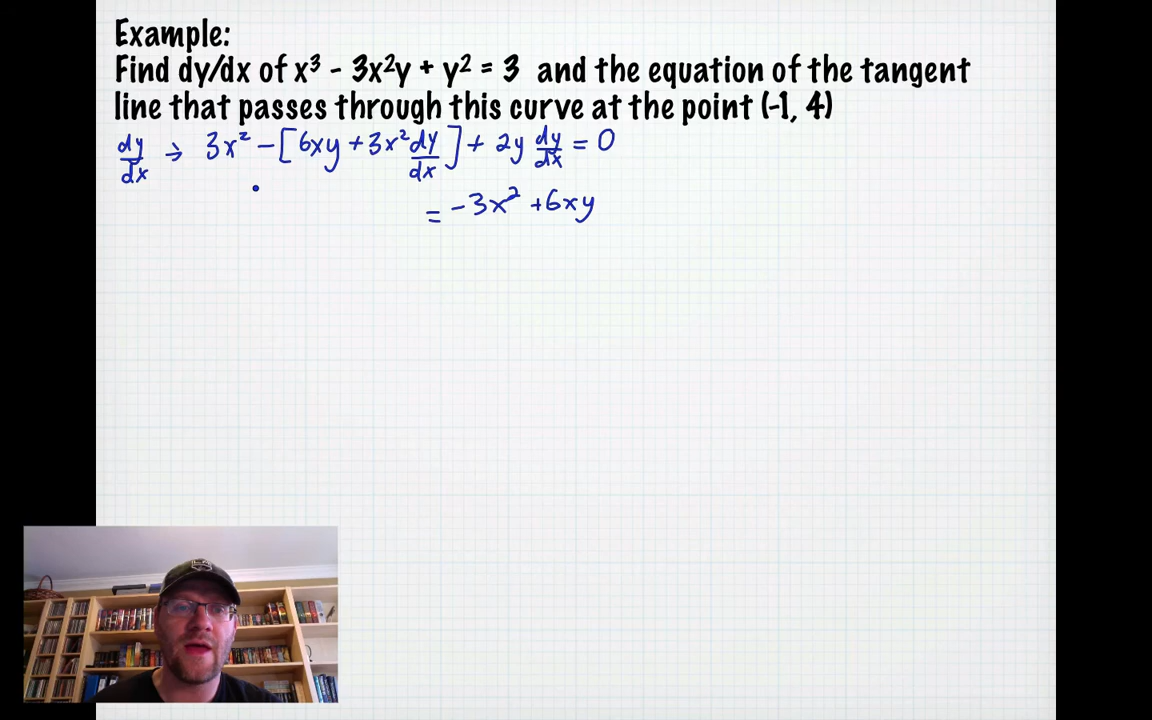 Example:
Find dy/dx of x³ - 3x²y + y² = 3 and the equation of the tangent
line that passes through this curve at the point (-1, 4)
dy/dx → 3x² - [6xy + 3x² dy/dx] + 2y dy/dx = 0
= -3x² + 6xy